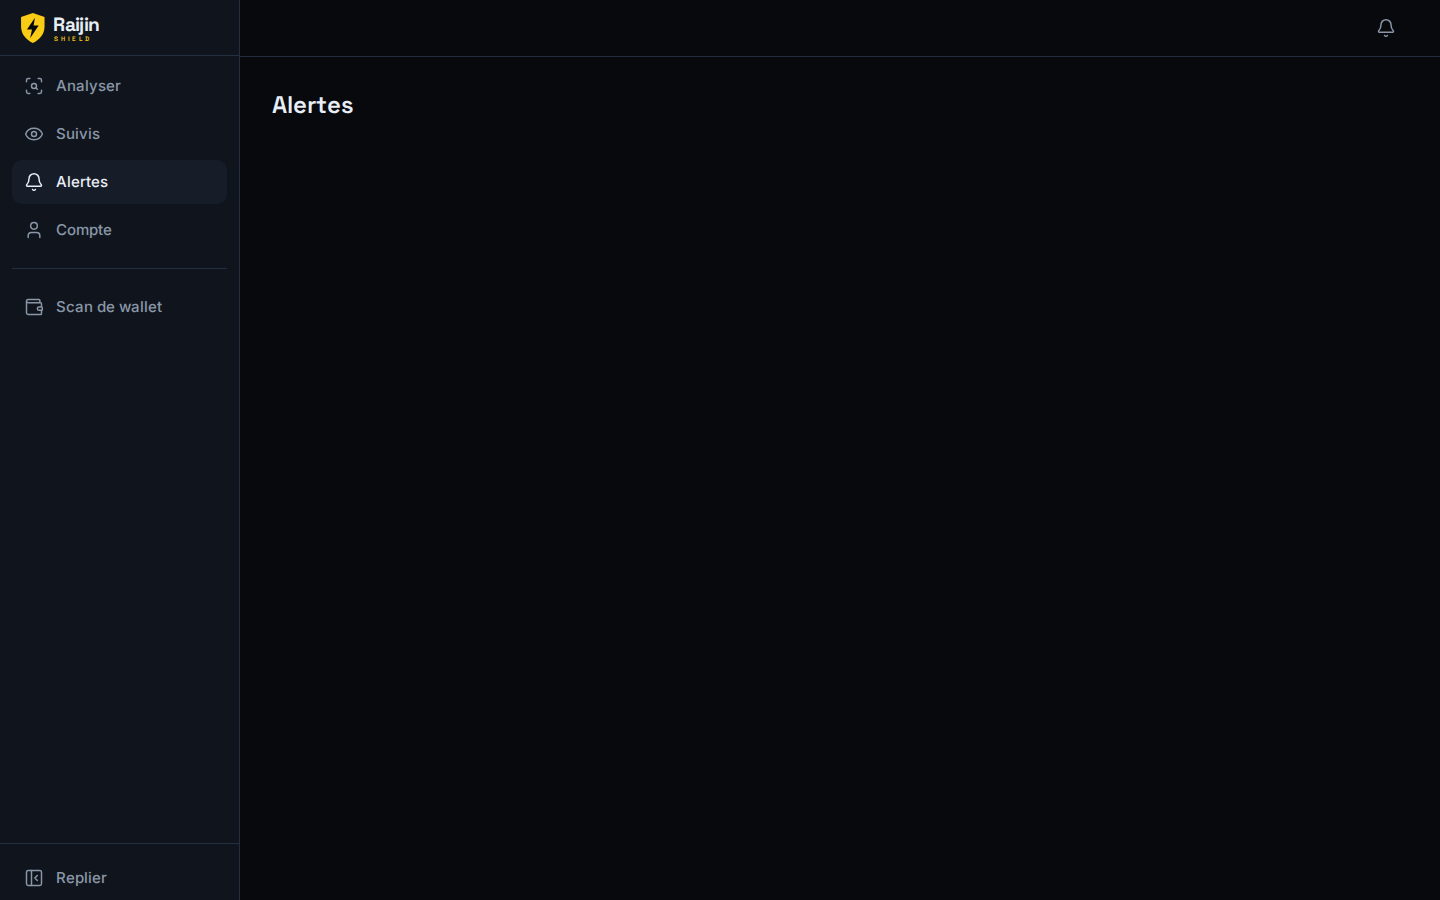 Raijin
SHIELD
Analyser
Suivis
Alertes
Compte
Scan de wallet
Replier
Alertes